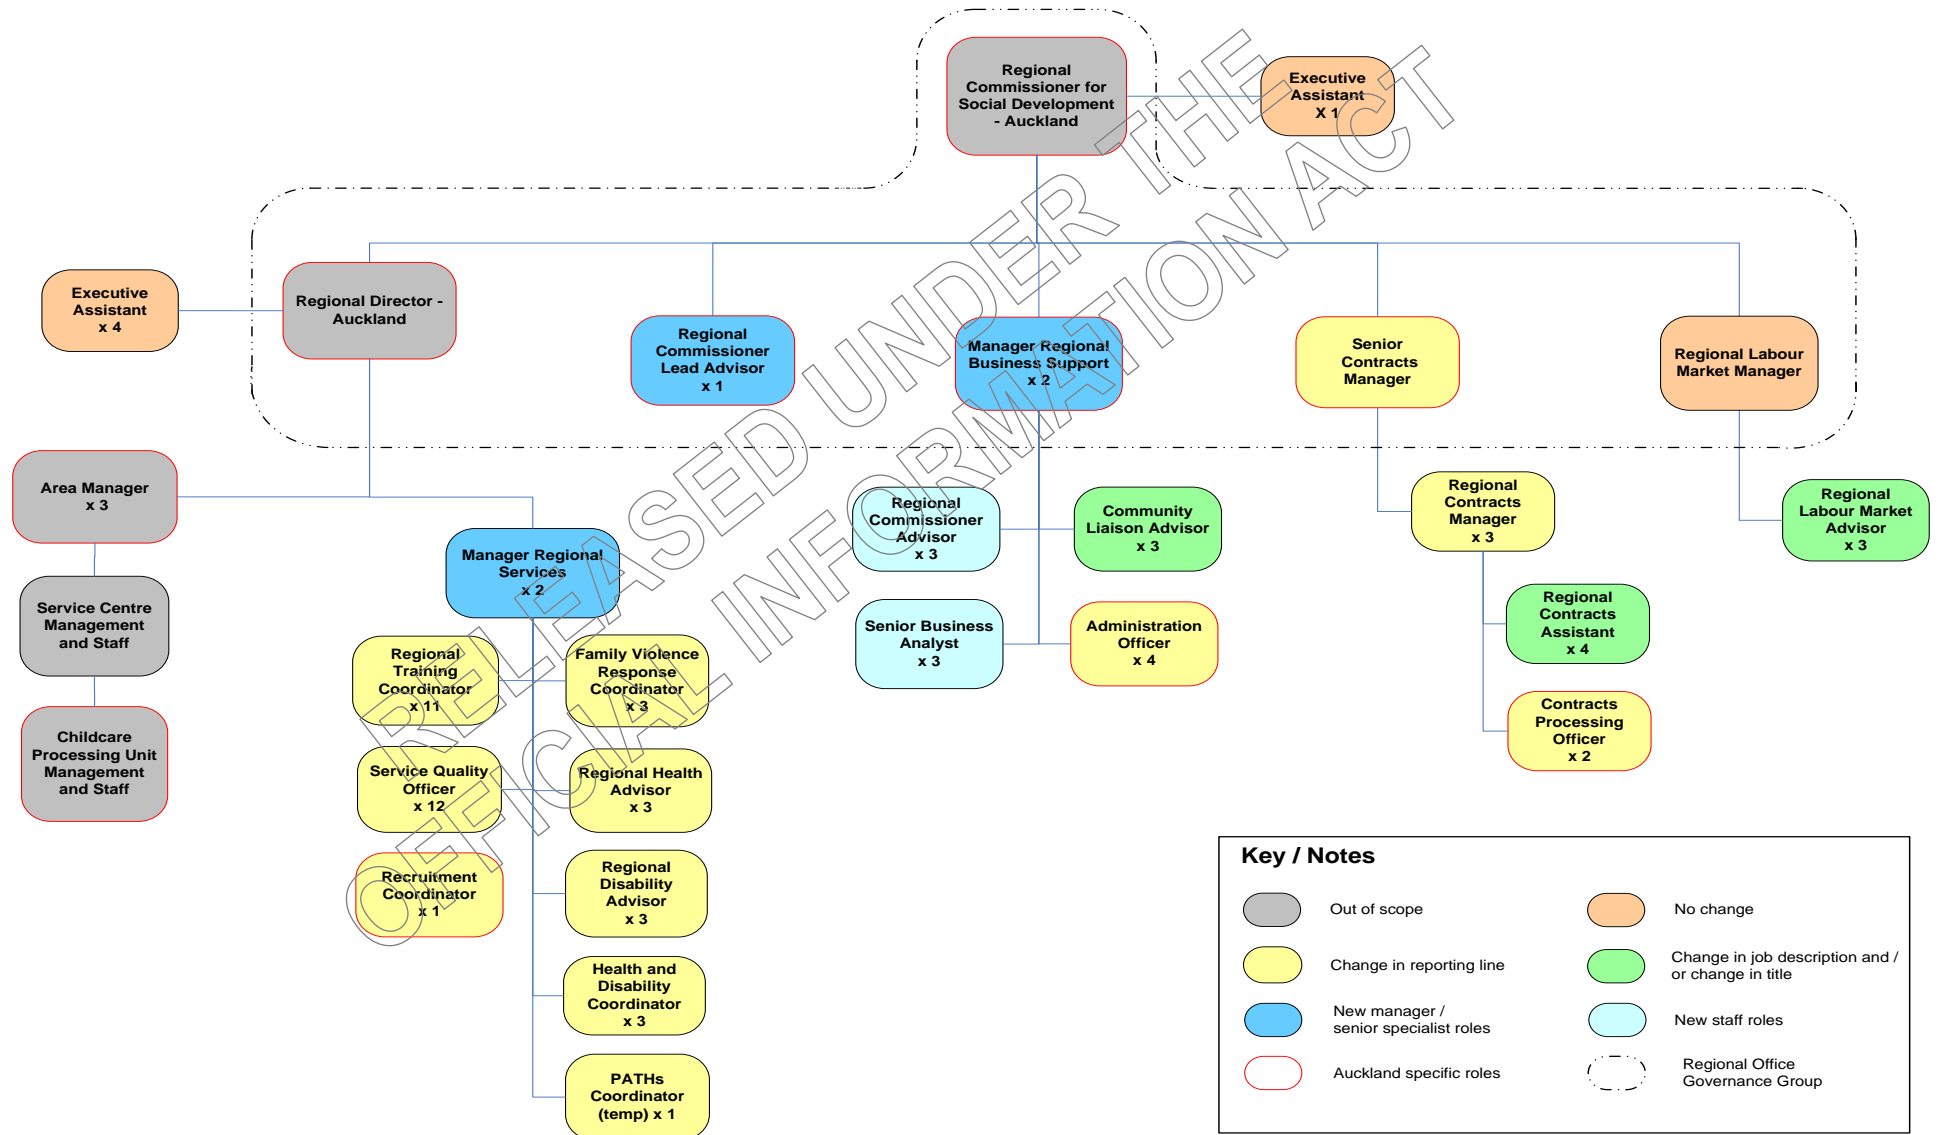 Regional
Commissioner for
Social Development
- Auckland
Executive
Assistant
X 1
Executive
Assistant
x 4
Regional Director -
Auckland
Regional
Commissioner
Lead Advisor
x 1
Manager Regional
Business Support
x 2
Senior
Contracts
Manager
Regional Labour
Market Manager
Area Manager
x 3
Service Centre
Management
and Staff
Childcare
Processing Unit
Management
and Staff
Manager Regional
Services
x 2
Regional
Training
Coordinator
x 11
Family Violence
Response
Coordinator
x 3
Service Quality
Officer
x 12
Regional Health
Advisor
x 3
Recruitment
Coordinator
x 1
Regional
Disability
Advisor
x 3
Health and
Disability
Coordinator
x 3
PATHs
Coordinator
(temp) x 1
Regional
Commissioner
Advisor
x 3
Community
Liaison Advisor
x 3
Senior Business
Analyst
x 3
Administration
Officer
x 4
Regional
Contracts
Manager
x 3
Regional
Contracts
Assistant
x 4
Contracts
Processing
Officer
x 2
Regional
Labour Market
Advisor
x 3
RELEASED UNDER THE
OFFICIAL INFORMATION ACT
Key / Notes
Out of scope
No change
Change in reporting line
Change in job description and /
or change in title
New manager /
senior specialist roles
New staff roles
Auckland specific roles
Regional Office
Governance Group